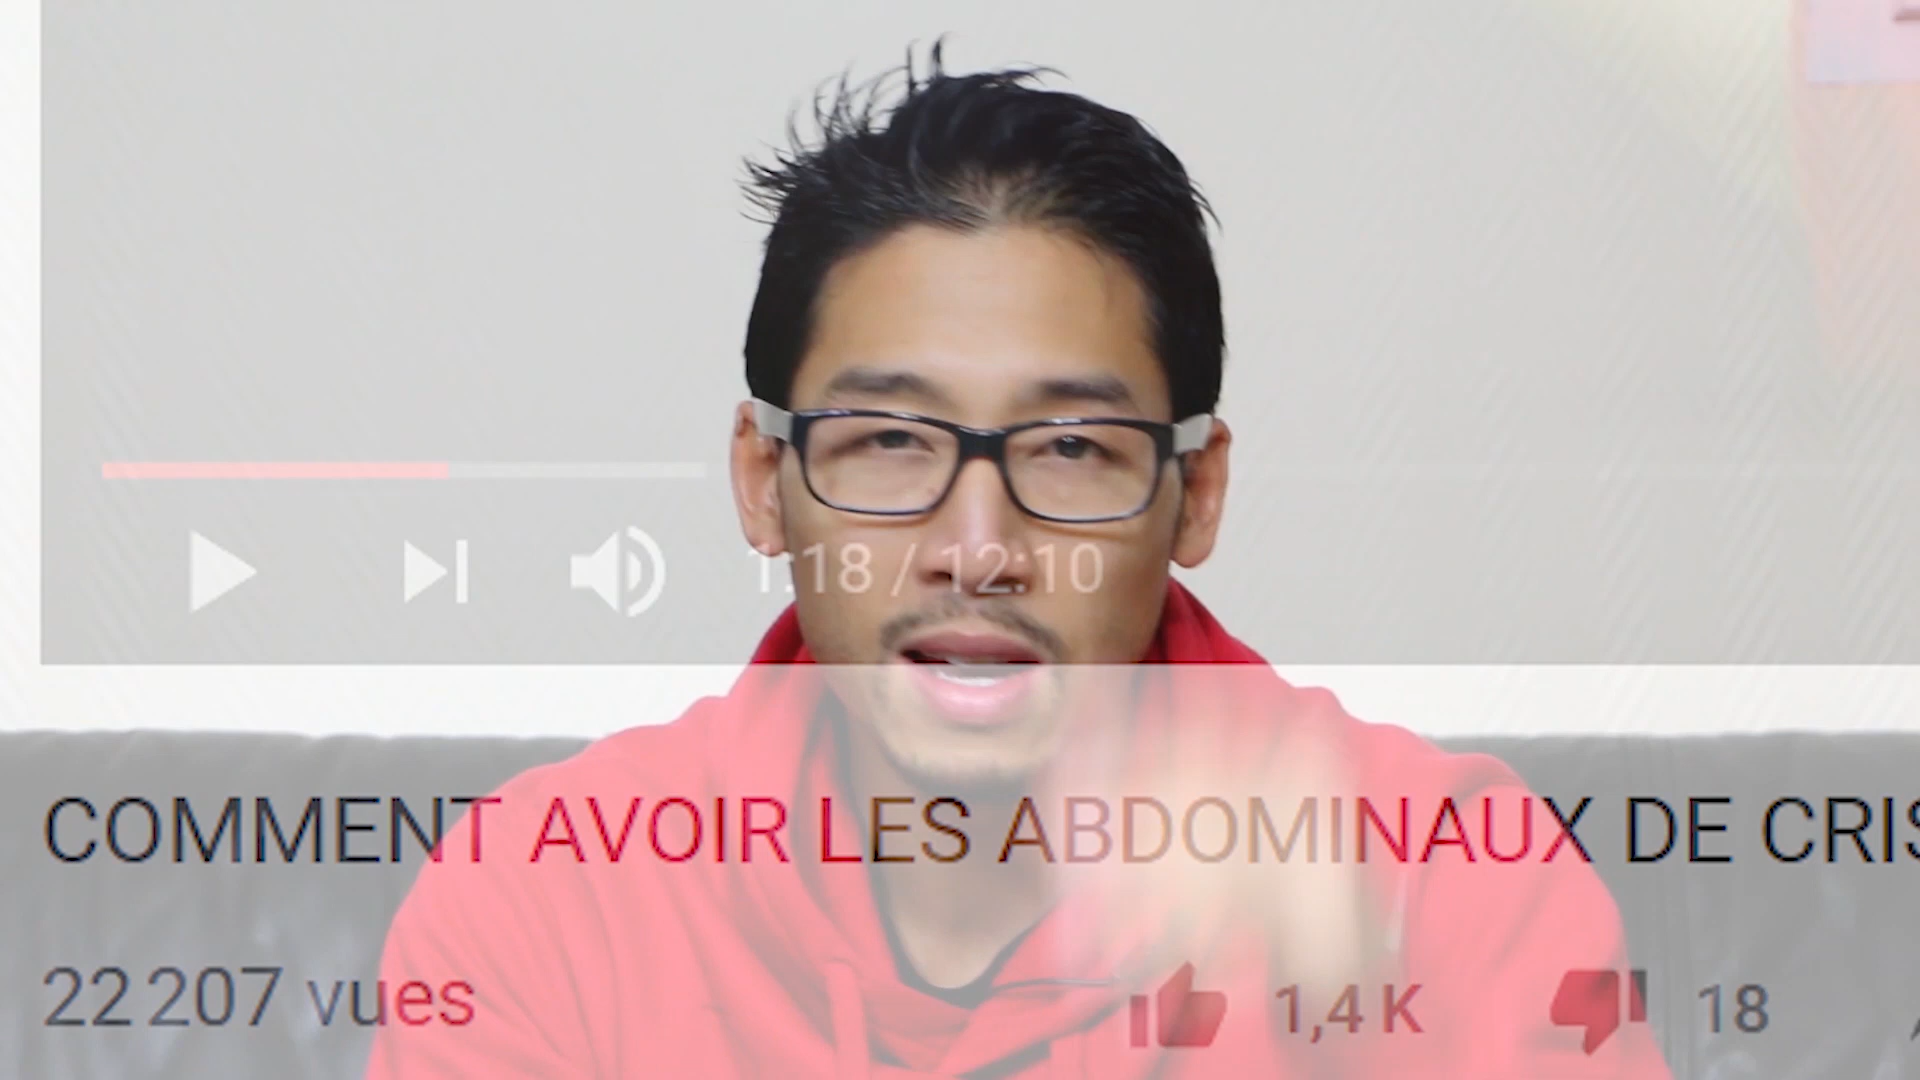 1:18 / 12:10
COMMENT AVOIR LES ABDOMINAUX DE CRIS
22 207 vues
1,4 K
18